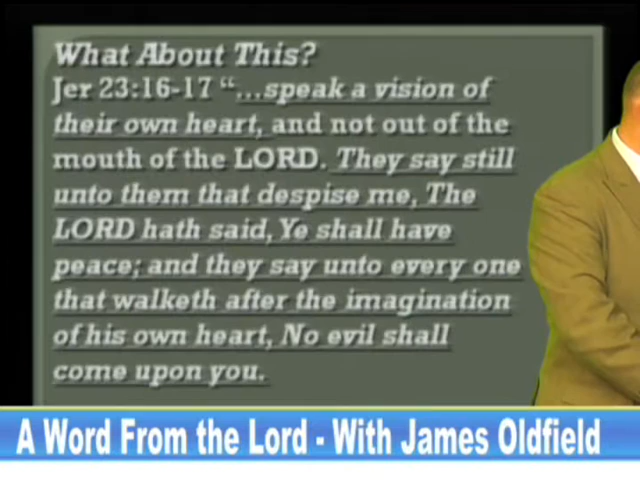 What About This?
Jer 23:16-17 “...speak a vision of
their own heart, and not out of the
mouth of the LORD. They say still
unto them that despise me, The
LORD hath said, Ye shall have
peace; and they say unto every one
that walketh after the imagination
of his own heart, No evil shall
come upon you.
A Word From the Lord - With James Oldfield